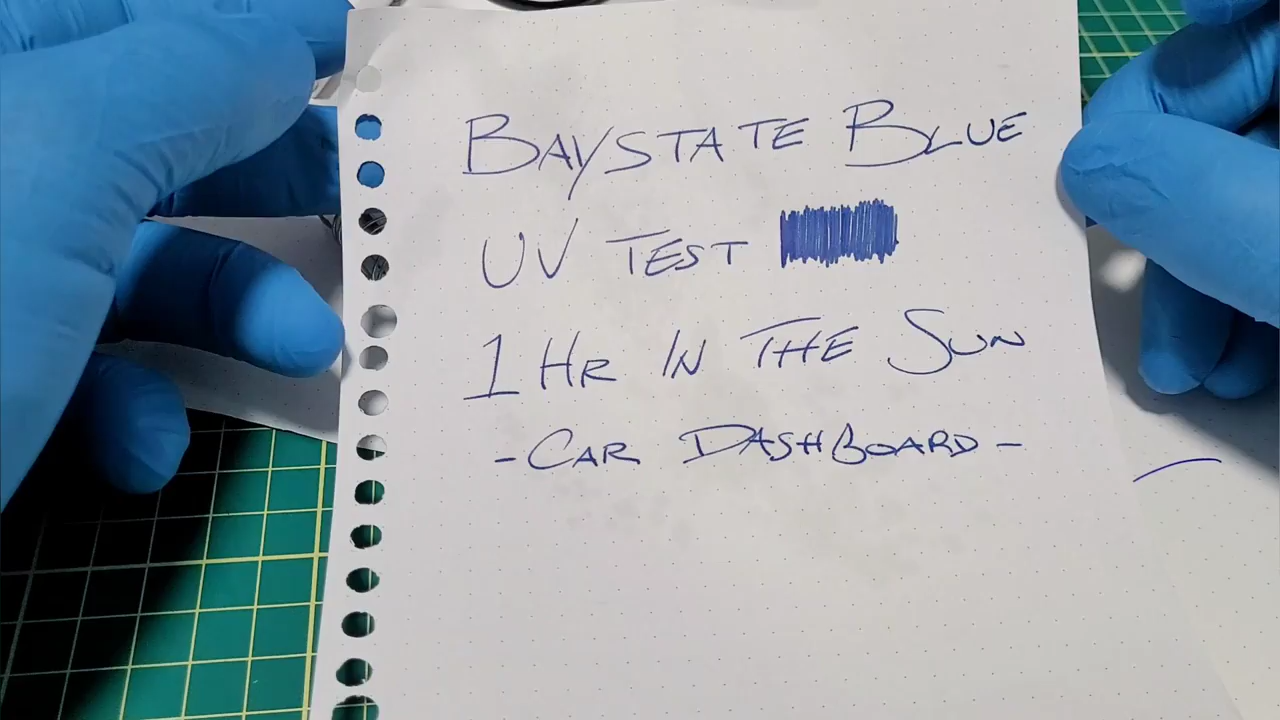 BAYSTATE BLUE
UV TEST
1 HR IN THE SUN
- CAR DASHBOARD -